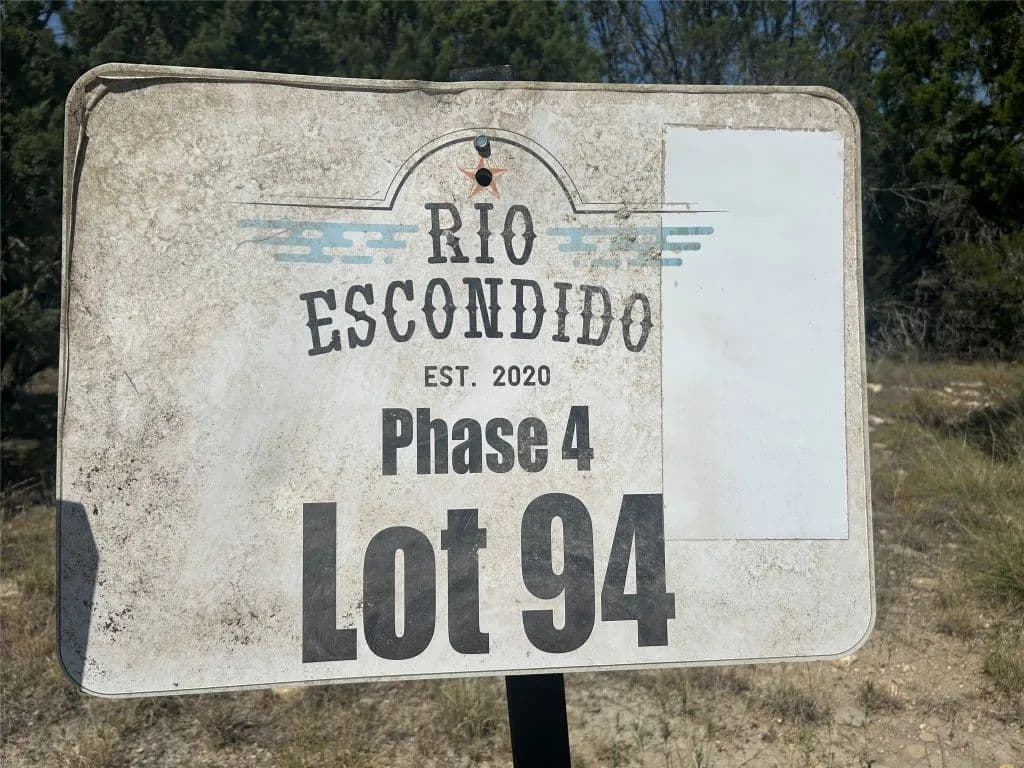 RIO
ESCONDIDO
EST. 2020
Phase 4
Lot 94